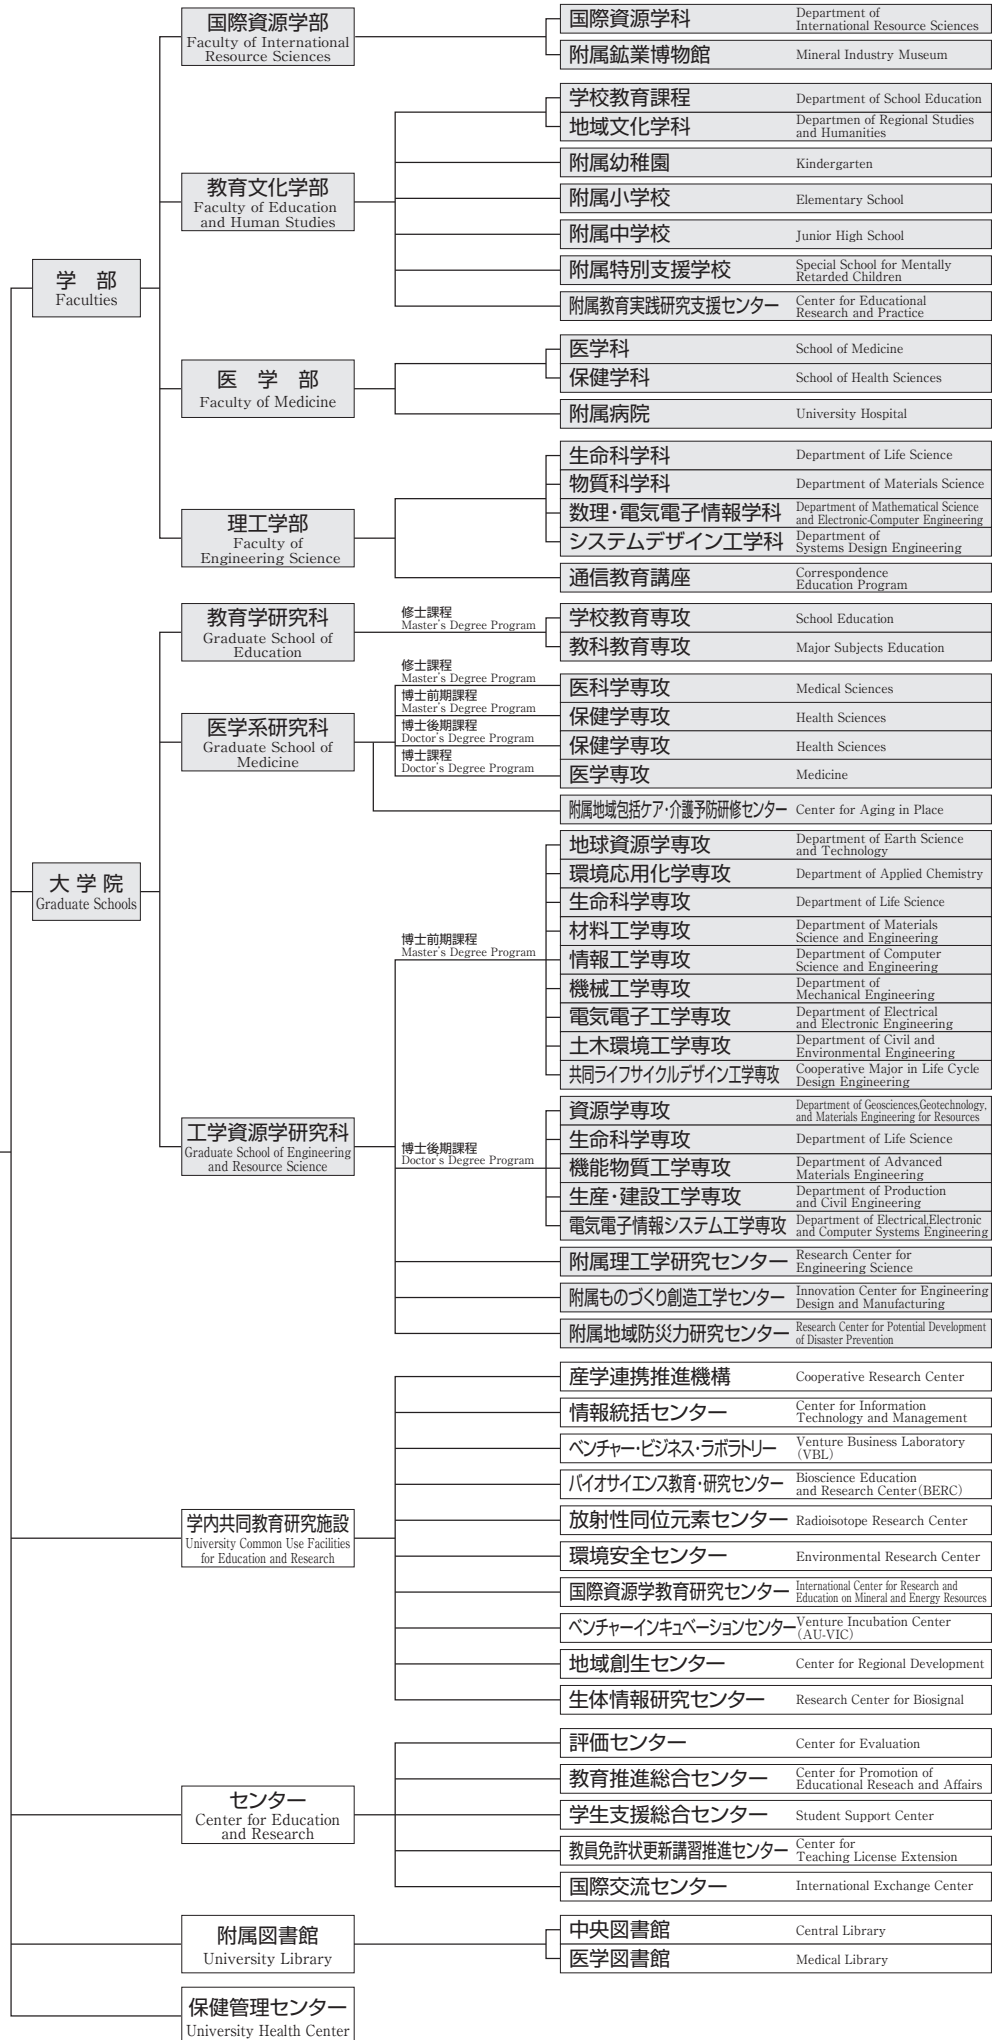 学 部
Faculties
国際資源学部
Faculty of International
Resource Sciences
国際資源学科
Department of
International Resource Sciences
附属鉱業博物館
Mineral Industry Museum
教育文化学部
Faculty of Education
and Human Studies
学校教育課程
Department of School Education
地域文化学科
Departmen of Regional Studies
and Humanities
附属幼稚園
Kindergarten
附属小学校
Elementary School
附属中学校
Junior High School
附属特別支援学校
Special School for Mentally
Retarded Children
附属教育実践研究支援センター
Center for Educational
Research and Practice
医 学 部
Faculty of Medicine
医学科
School of Medicine
保健学科
School of Health Sciences
附属病院
University Hospital
理工学部
Faculty of
Engineering Science
生命科学科
Department of Life Science
物質科学科
Department of Materials Science
数理・電気電子情報学科
Department of Mathematical Science
and Electronic-Computer Engineering
システムデザイン工学科
Department of
Systems Design Engineering
通信教育講座
Correspondence
Education Program
大 学 院
Graduate Schools
教育学研究科
Graduate School of
Education
修士課程
Master's Degree Program
学校教育専攻
School Education
教科教育専攻
Major Subjects Education
医学系研究科
Graduate School of
Medicine
修士課程
Master's Degree Program
医科学専攻
Medical Sciences
博士前期課程
Master's Degree Program
保健学専攻
Health Sciences
博士後期課程
Doctor's Degree Program
保健学専攻
Health Sciences
博士課程
Doctor's Degree Program
医学専攻
Medicine
附属地域包括ケア・介護予防研修センター
Center for Aging in Place
工学資源学研究科
Graduate School of Engineering
and Resource Science
博士前期課程
Master's Degree Program
地球資源学専攻
Department of Earth Science
and Technology
環境応用化学専攻
Department of Applied Chemistry
生命科学専攻
Department of Life Science
材料工学専攻
Department of Materials
Science and Engineering
情報工学専攻
Department of Computer
Science and Engineering
機械工学専攻
Department of
Mechanical Engineering
電気電子工学専攻
Department of Electrical
and Electronic Engineering
土木環境工学専攻
Department of Civil and
Environmental Engineering
共同ライフサイクルデザイン工学専攻
Cooperative Major in Life Cycle
Design Engineering
博士後期課程
Doctor's Degree Program
資源学専攻
Department of Geosciences,Geotechnology,
and Materials Engineering for Resources
生命科学専攻
Department of Life Science
機能物質工学専攻
Department of Advanced
Materials Engineering
生産・建設工学専攻
Department of Production
and Civil Engineering
電気電子情報システム工学専攻
Department of Electrical,Electronic
and Computer Systems Engineering
附属理工学研究センター
Research Center for
Engineering Science
附属ものづくり創造工学センター
Innovation Center for Engineering
Design and Manufacturing
附属地域防災力研究センター
Research Center for Potential Development
of Disaster Prevention
学内共同教育研究施設
University Common Use Facilities
for Education and Research
産学連携推進機構
Cooperative Research Center
情報統括センター
Center for Information
Technology and Management
ベンチャー・ビジネス・ラボラトリー
Venture Business Laboratory
(VBL)
バイオサイエンス教育・研究センター
Bioscience Education
and Research Center(BERC)
放射性同位元素センター
Radioisotope Research Center
環境安全センター
Environmental Research Center
国際資源学教育研究センター
International Center for Research and
Education on Mineral and Energy Resources
ベンチャーインキュベーションセンター
Venture Incubation Center
(AU-VIC)
地域創生センター
Center for Regional Development
生体情報研究センター
Research Center for Biosignal
センター
Center for Education
and Research
評価センター
Center for Evaluation
教育推進総合センター
Center for Promotion of
Educational Reseach and Affairs
学生支援総合センター
Student Support Center
教員免許状更新講習推進センター
Center for
Teaching License Extension
国際交流センター
International Exchange Center
附属図書館
University Library
中央図書館
Central Library
医学図書館
Medical Library
保健管理センター
University Health Center